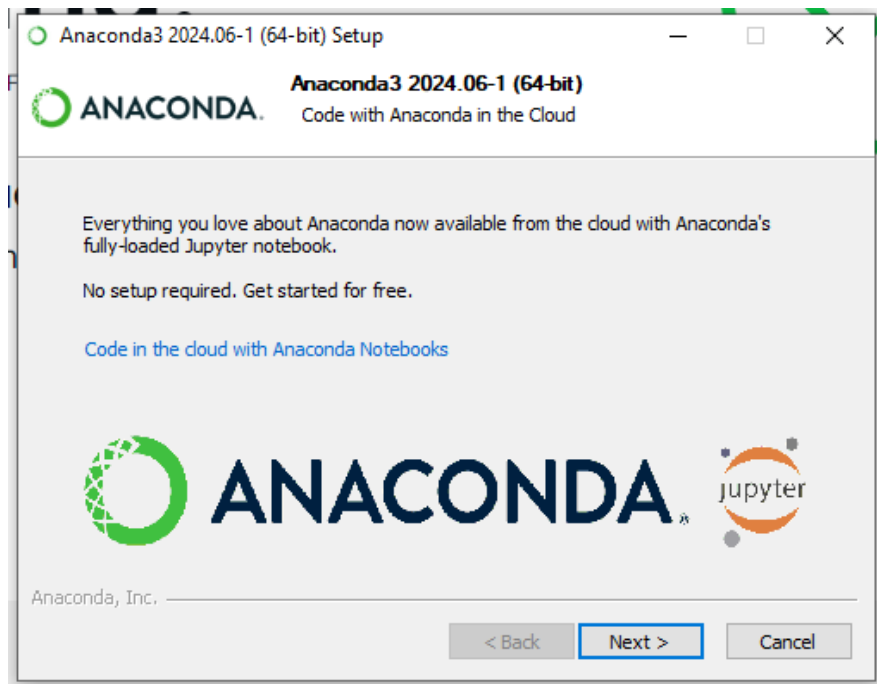 Anaconda3 2024.06-1 (64-bit) Setup
ANACONDA.
Anaconda3 2024.06-1 (64-bit)
Code with Anaconda in the Cloud
Everything you love about Anaconda now available from the cloud with Anaconda's
fully-loaded Jupyter notebook.
No setup required. Get started for free.
Code in the cloud with Anaconda Notebooks
ANACONDA.®
jupyter
Anaconda, Inc.
< Back
Next >
Cancel